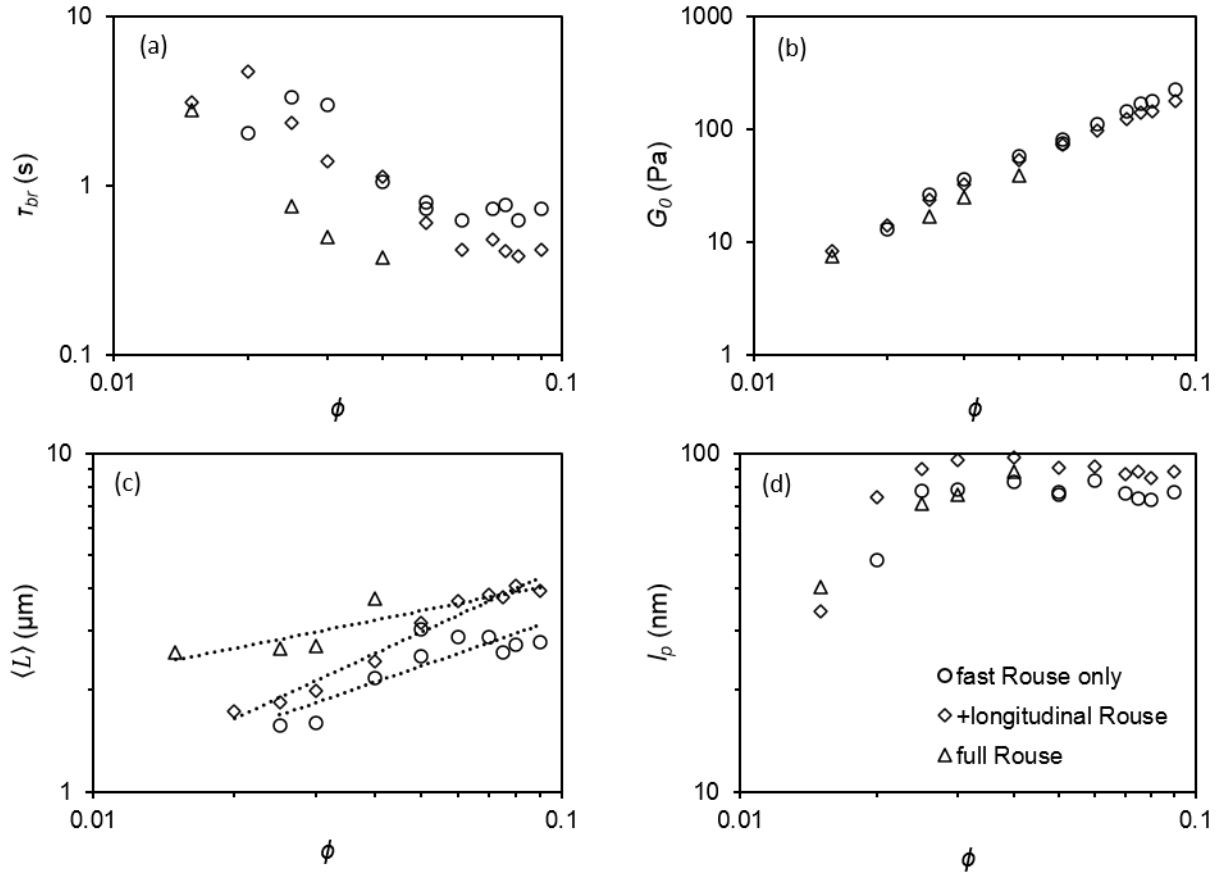 10
1
0.1
(a)
τbr (s)
0.01
0.1
ϕ
1000
100
10
1
(b)
G0 (Pa)
0.01
0.1
ϕ
10
1
(c)
⟨L⟩ (μm)
0.01
0.1
ϕ
100
10
(d)
lp (nm)
fast Rouse only
+longitudinal Rouse
full Rouse
0.01
0.1
ϕ